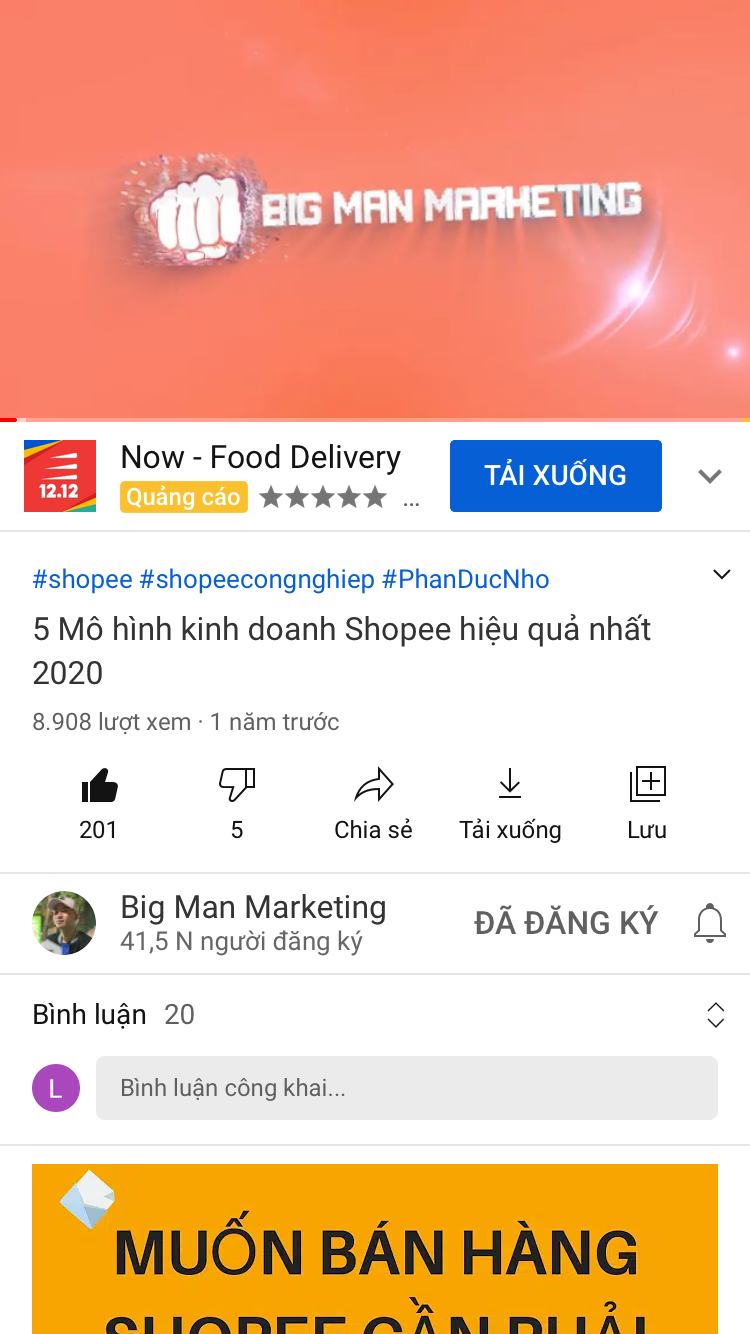 BIG MAN MARKETING
Now - Food Delivery
12.12
Quảng cáo ★★★★★ ...
TẢI XUỐNG
#shopee #shopeecongnghiep #PhanDucNho
5 Mô hình kinh doanh Shopee hiệu quả nhất
2020
8.908 lượt xem · 1 năm trước
201
5
Chia sẻ
Tải xuống
Lưu
Big Man Marketing
41,5 N người đăng ký
ĐÃ ĐĂNG KÝ
Bình luận 20
L
Bình luận công khai...
MUỐN BÁN HÀNG
SHOPEE CẦN PHẢI